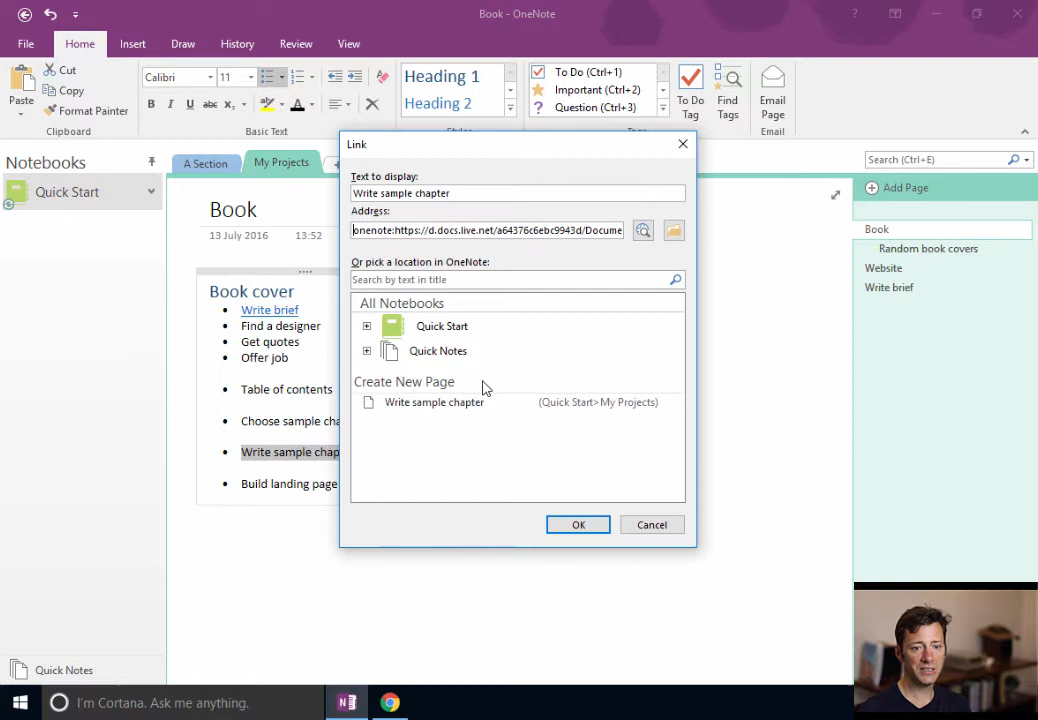 Book - OneNote
File Home Insert Draw History Review View
Paste
Cut
Copy
Format Painter
Clipboard
Calibri 11
B I U abc X₂ A
Basic Text
Heading 1
Heading 2
Styles
To Do (Ctrl+1)
Important (Ctrl+2)
Question (Ctrl+3)
Tags
To Do Tag
Find Tags
Email Page
Email
Notebooks
Quick Start
A Section
My Projects
Search (Ctrl+E)
Book
13 July 2016 13:52
Book cover
Write brief
Find a designer
Get quotes
Offer job
Table of contents
Choose sample cha
Write sample chap
Build landing page
Link
Text to display:
Write sample chapter
Address:
onenote:https://d.docs.live.net/a64376c6ebc9943d/Docume
Or pick a location in OneNote:
Search by text in title
All Notebooks
Quick Start
Quick Notes
Create New Page
Write sample chapter (Quick Start>My Projects)
OK
Cancel
Add Page
Book
Random book covers
Website
Write brief
Quick Notes
I'm Cortana. Ask me anything.